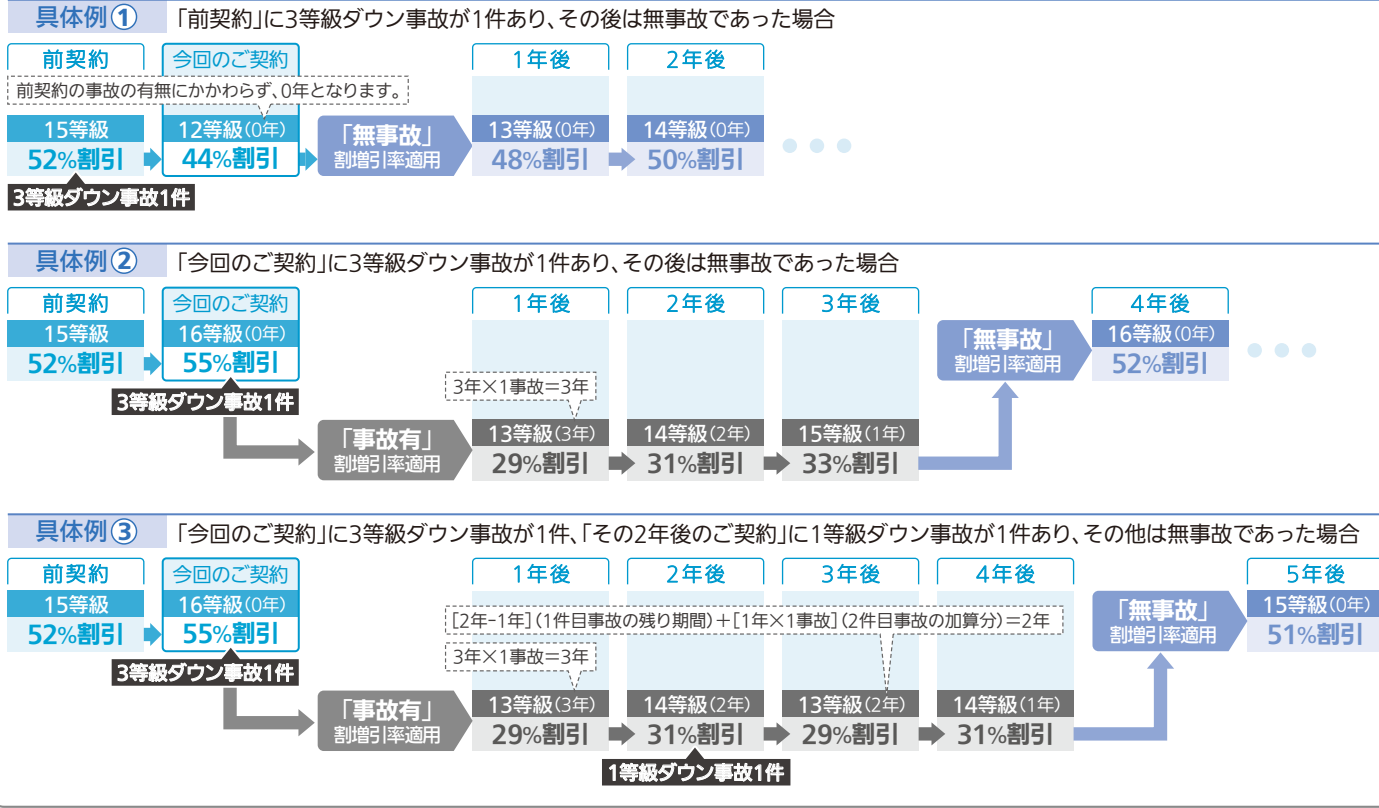 具体例① 「前契約」に3等級ダウン事故が1件あり、その後は無事故であった場合
前契約 今回のご契約 1年後 2年後
前契約の事故の有無にかかわらず、0年となります。
15等級 12等級(0年) 「無事故」 13等級(0年) 14等級(0年)
52%割引 44%割引 割増引率適用 48%割引 50%割引
3等級ダウン事故1件
具体例② 「今回のご契約」に3等級ダウン事故が1件あり、その後は無事故であった場合
前契約 今回のご契約 1年後 2年後 3年後 4年後
15等級 16等級(0年) 「無事故」 16等級(0年)
52%割引 55%割引 割増引率適用 52%割引
3年×1事故=3年
3等級ダウン事故1件
「事故有」 13等級(3年) 14等級(2年) 15等級(1年)
割増引率適用 29%割引 31%割引 33%割引
具体例③ 「今回のご契約」に3等級ダウン事故が1件、「その2年後のご契約」に1等級ダウン事故が1件あり、その他は無事故であった場合
前契約 今回のご契約 1年後 2年後 3年後 4年後 5年後
15等級 16等級(0年) 「無事故」 15等級(0年)
52%割引 55%割引 割増引率適用 51%割引
[2年-1年](1件目事故の残り期間)+[1年×1事故](2件目事故の加算分)=2年
3年×1事故=3年
3等級ダウン事故1件
「事故有」 13等級(3年) 14等級(2年) 13等級(2年) 14等級(1年)
割増引率適用 29%割引 31%割引 29%割引 31%割引
1等級ダウン事故1件